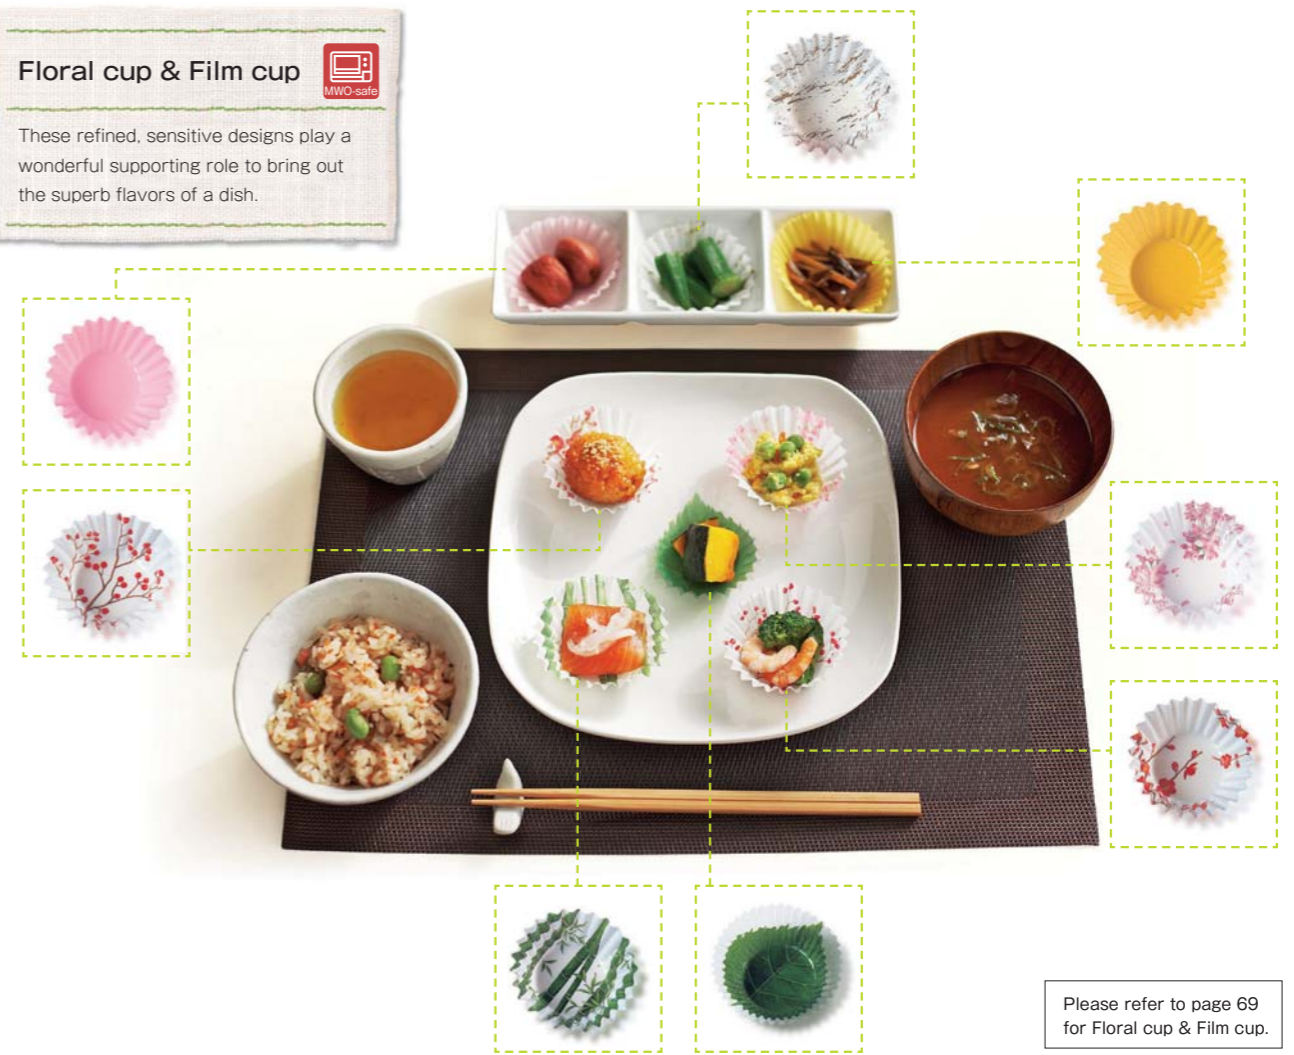 Floral cup & Film cup
MWO-safe
These refined, sensitive designs play a
wonderful supporting role to bring out
the superb flavors of a dish.
Please refer to page 69
for Floral cup & Film cup.